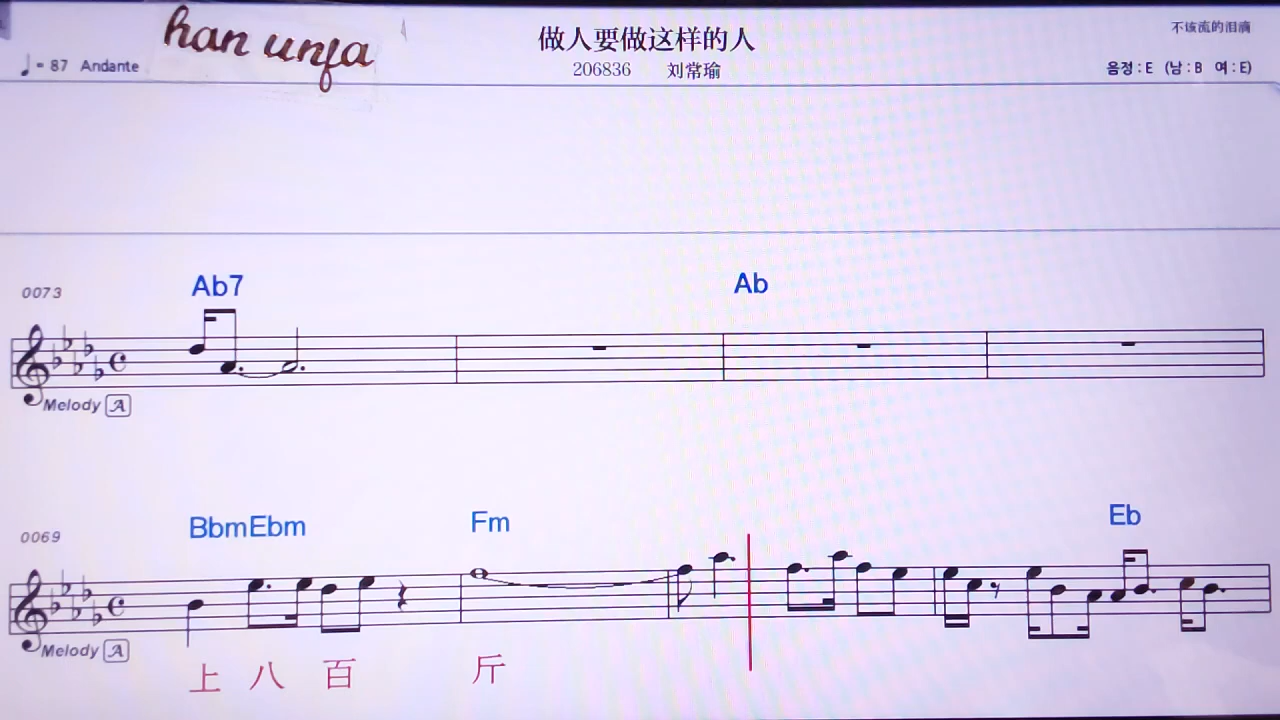 han unfa
做人要做这样的人
不该流的泪滴
♩= 87 Andante
206836 刘常瑜
음정 : E (남 : B 여 : E)
0073
Ab7 Ab
Melody A
0069
BbmEbm Fm Eb
Melody A
上 八 百 斤